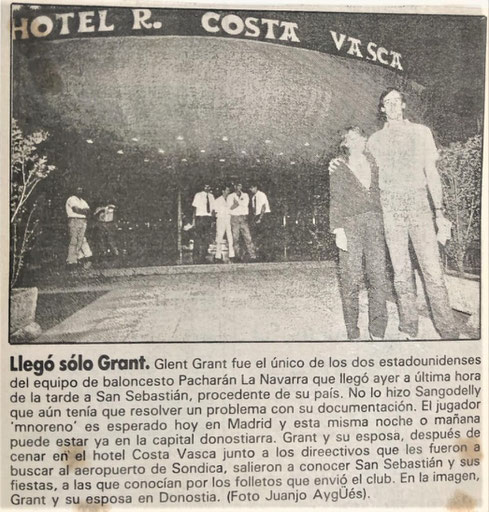 HOTEL R. COSTA VASCA
Llegó sólo Grant. Glent Grant fue el único de los dos estadounidenses
del equipo de baloncesto Pacharán La Navarra que llegó ayer a última hora
de la tarde a San Sebastián, procedente de su país. No lo hizo Sangodelly
que aún tenía que resolver un problema con su documentación. El jugador
'mnoreno' es esperado hoy en Madrid y esta misma noche o mañana
puede estar ya en la capital donostiarra. Grant y su esposa, después de
cenar en el hotel Costa Vasca junto a los direectivos que les fueron a
buscar al aeropuerto de Sondica, salieron a conocer San Sebastián y sus
fiestas, a las que conocían por los folletos que envió el club. En la imagen,
Grant y su esposa en Donostia. (Foto Juanjo AygÜés).